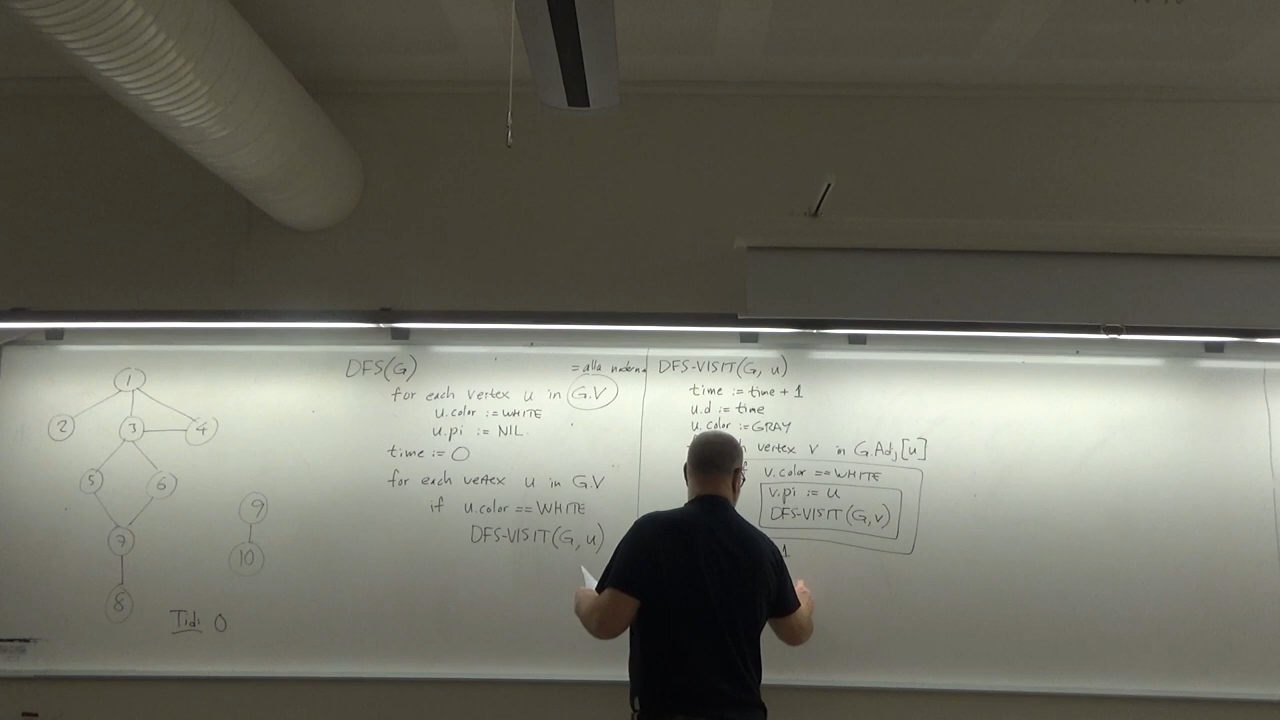 1
2
3
4
5
6
7
8
9
10
Tid: 0
DFS(G)
= alla noderna
for each vertex u in G.V
u.color := WHITE
u.pi := NIL
time := 0
for each vertex u in G.V
if u.color == WHITE
DFS-VISIT(G, u)
DFS-VISIT(G, u)
time := time + 1
u.d := time
u.color := GRAY
vertex v in G.Adj[u]
v.color == WHITE
v.pi := u
DFS-VISIT(G, v)
1